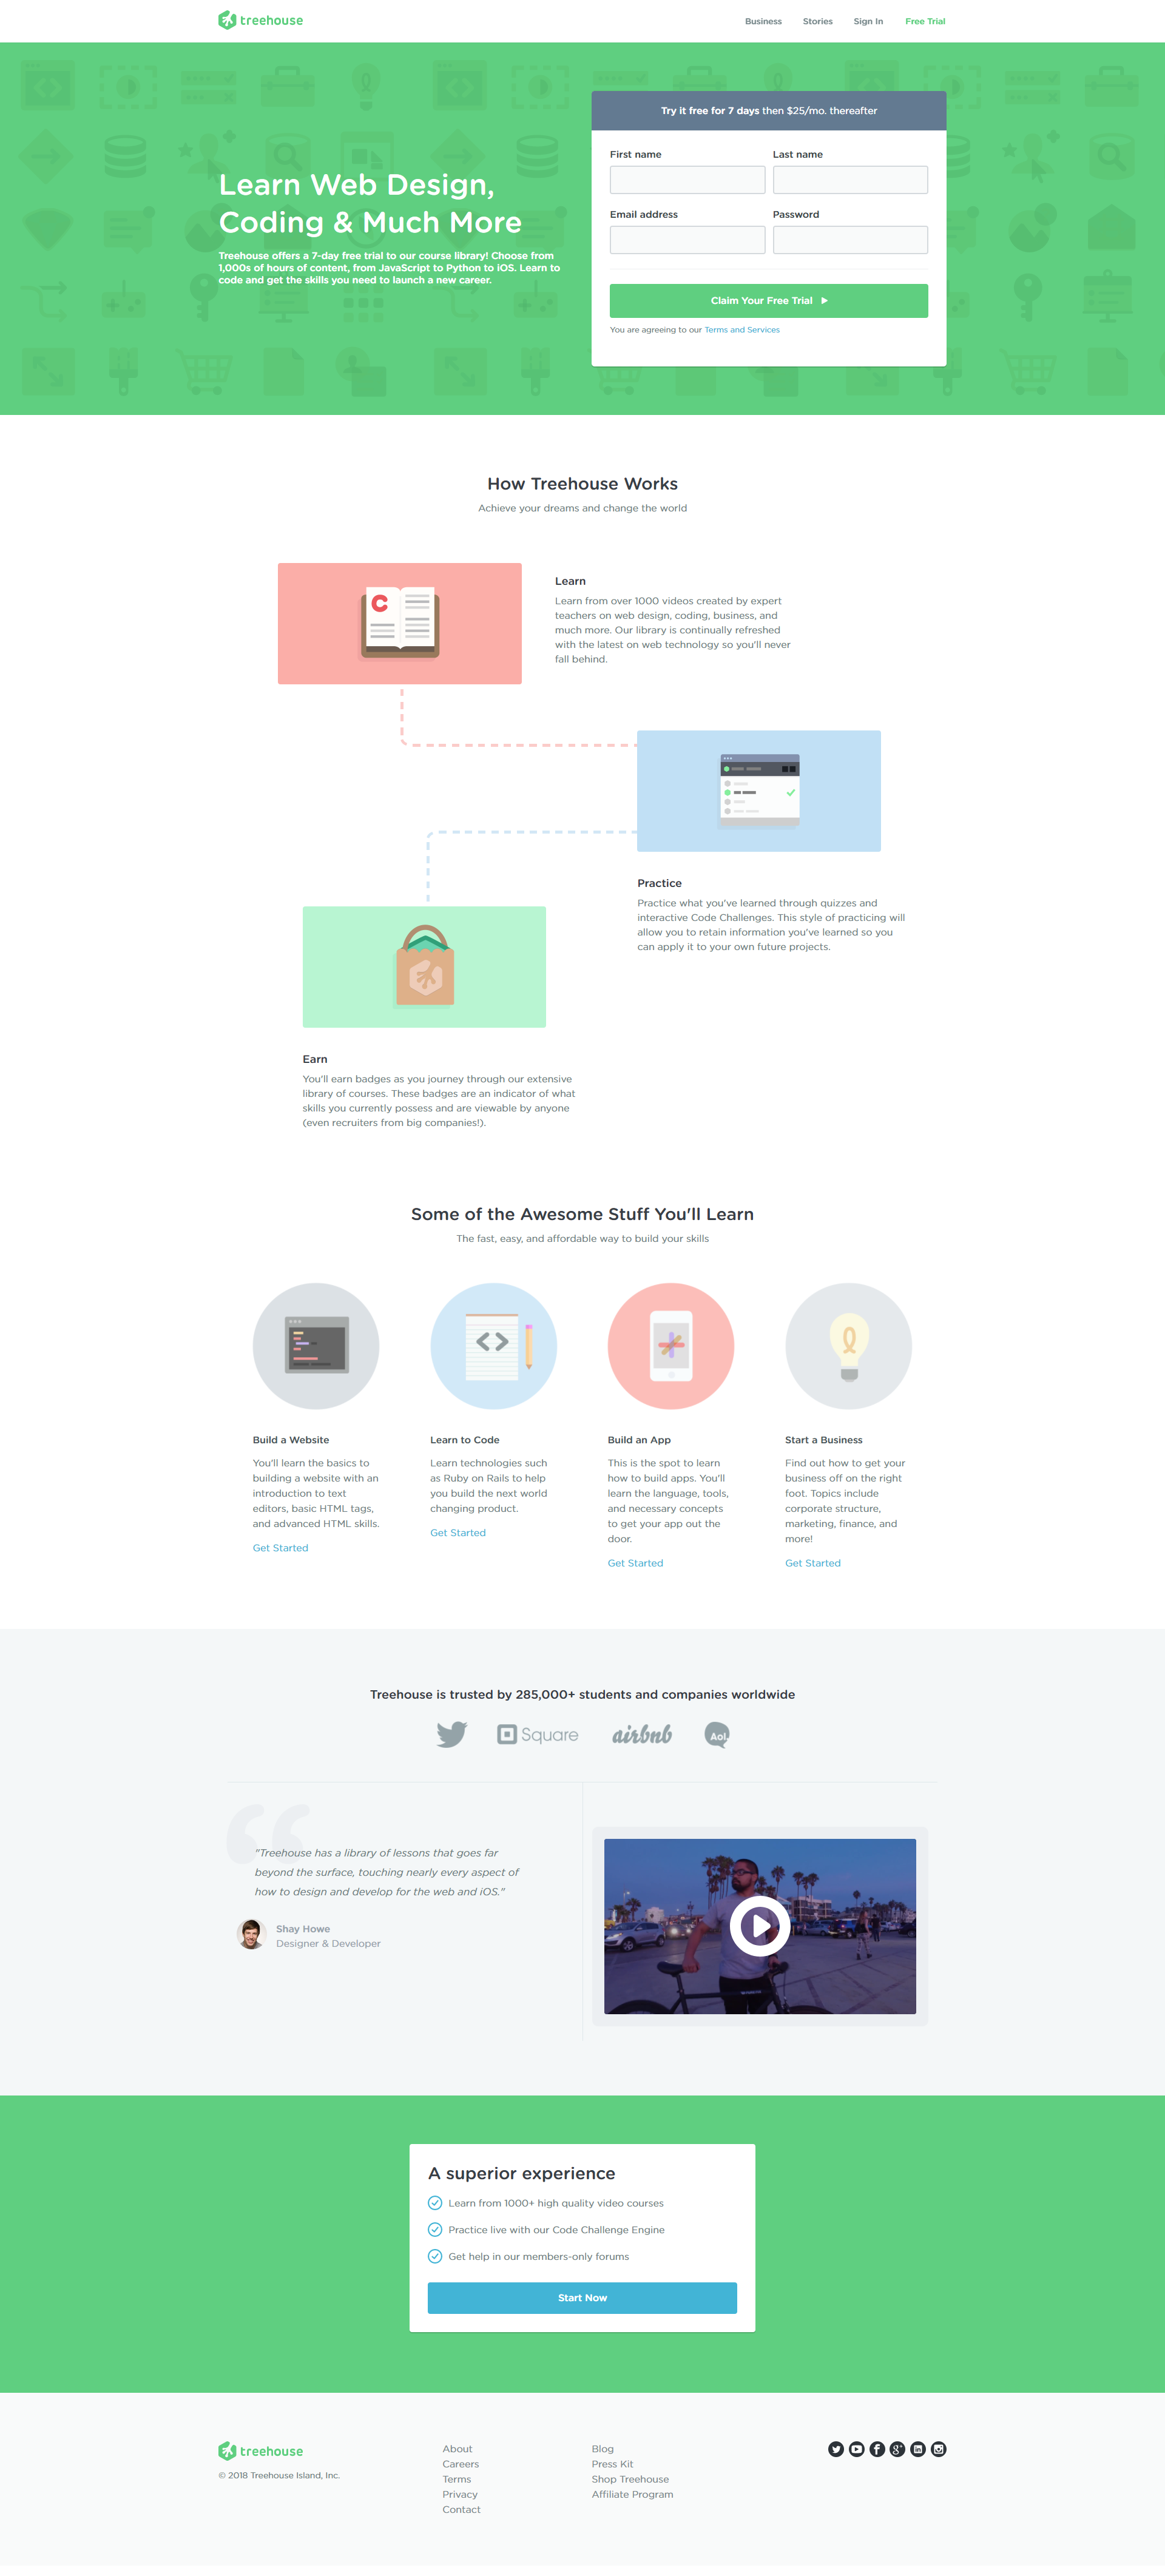 treehouse
Business Stories Sign In Free Trial
Learn Web Design,
Coding & Much More
Treehouse offers a 7-day free trial to our course library! Choose from
1,000s of hours of content, from JavaScript to Python to iOS. Learn to
code and get the skills you need to launch a new career.
Try it free for 7 days then $25/mo. thereafter
First name Last name
Email address Password
Claim Your Free Trial
You are agreeing to our Terms and Services
How Treehouse Works
Achieve your dreams and change the world
C
Learn
Learn from over 1000 videos created by expert
teachers on web design, coding, business, and
much more. Our library is continually refreshed
with the latest on web technology so you'll never
fall behind.
Practice
Practice what you've learned through quizzes and
interactive Code Challenges. This style of practicing will
allow you to retain information you've learned so you
can apply it to your own future projects.
Earn
You'll earn badges as you journey through our extensive
library of courses. These badges are an indicator of what
skills you currently possess and are viewable by anyone
(even recruiters from big companies!).
Some of the Awesome Stuff You'll Learn
The fast, easy, and affordable way to build your skills
Build a Website
You'll learn the basics to
building a website with an
introduction to text
editors, basic HTML tags,
and advanced HTML skills.
Get Started
Learn to Code
Learn technologies such
as Ruby on Rails to help
you build the next world
changing product.
Get Started
Build an App
This is the spot to learn
how to build apps. You'll
learn the language, tools,
and necessary concepts
to get your app out the
door.
Get Started
Start a Business
Find out how to get your
business off on the right
foot. Topics include
corporate structure,
marketing, finance, and
more!
Get Started
Treehouse is trusted by 285,000+ students and companies worldwide
Square airbnb Aol.
"Treehouse has a library of lessons that goes far
beyond the surface, touching nearly every aspect of
how to design and develop for the web and iOS."
Shay Howe
Designer & Developer
A superior experience
Learn from 1000+ high quality video courses
Practice live with our Code Challenge Engine
Get help in our members-only forums
Start Now
treehouse
© 2018 Treehouse Island, Inc.
About
Careers
Terms
Privacy
Contact
Blog
Press Kit
Shop Treehouse
Affiliate Program